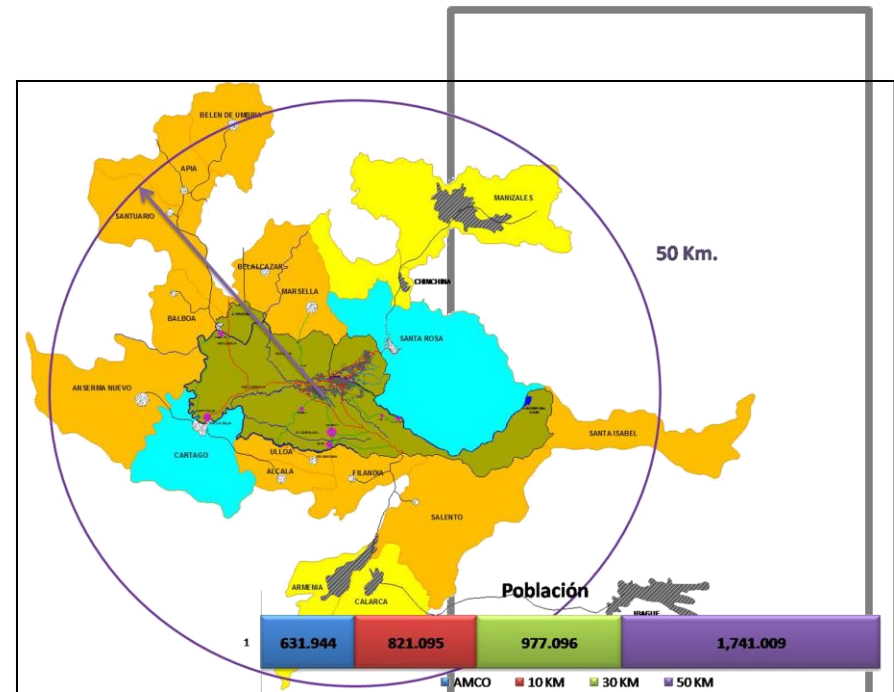 BELEN DE UMBRIA
APIA
SANTUARIO
MANIZALES
50 Km.
BELALCAZAR
CHINCHINA
MARSELLA
BALBOA
SANTA ROSA
ANSERMA NUEVO
SANTA ISABEL
CARTAGO
ULLOA
ALCALA
FILANDIA
SALENTO
ARMENIA
CALARCA
Población
IBAGUE
1
631.944
821.095
977.096
1,741.009
AMCO
10 KM
30 KM
50 KM